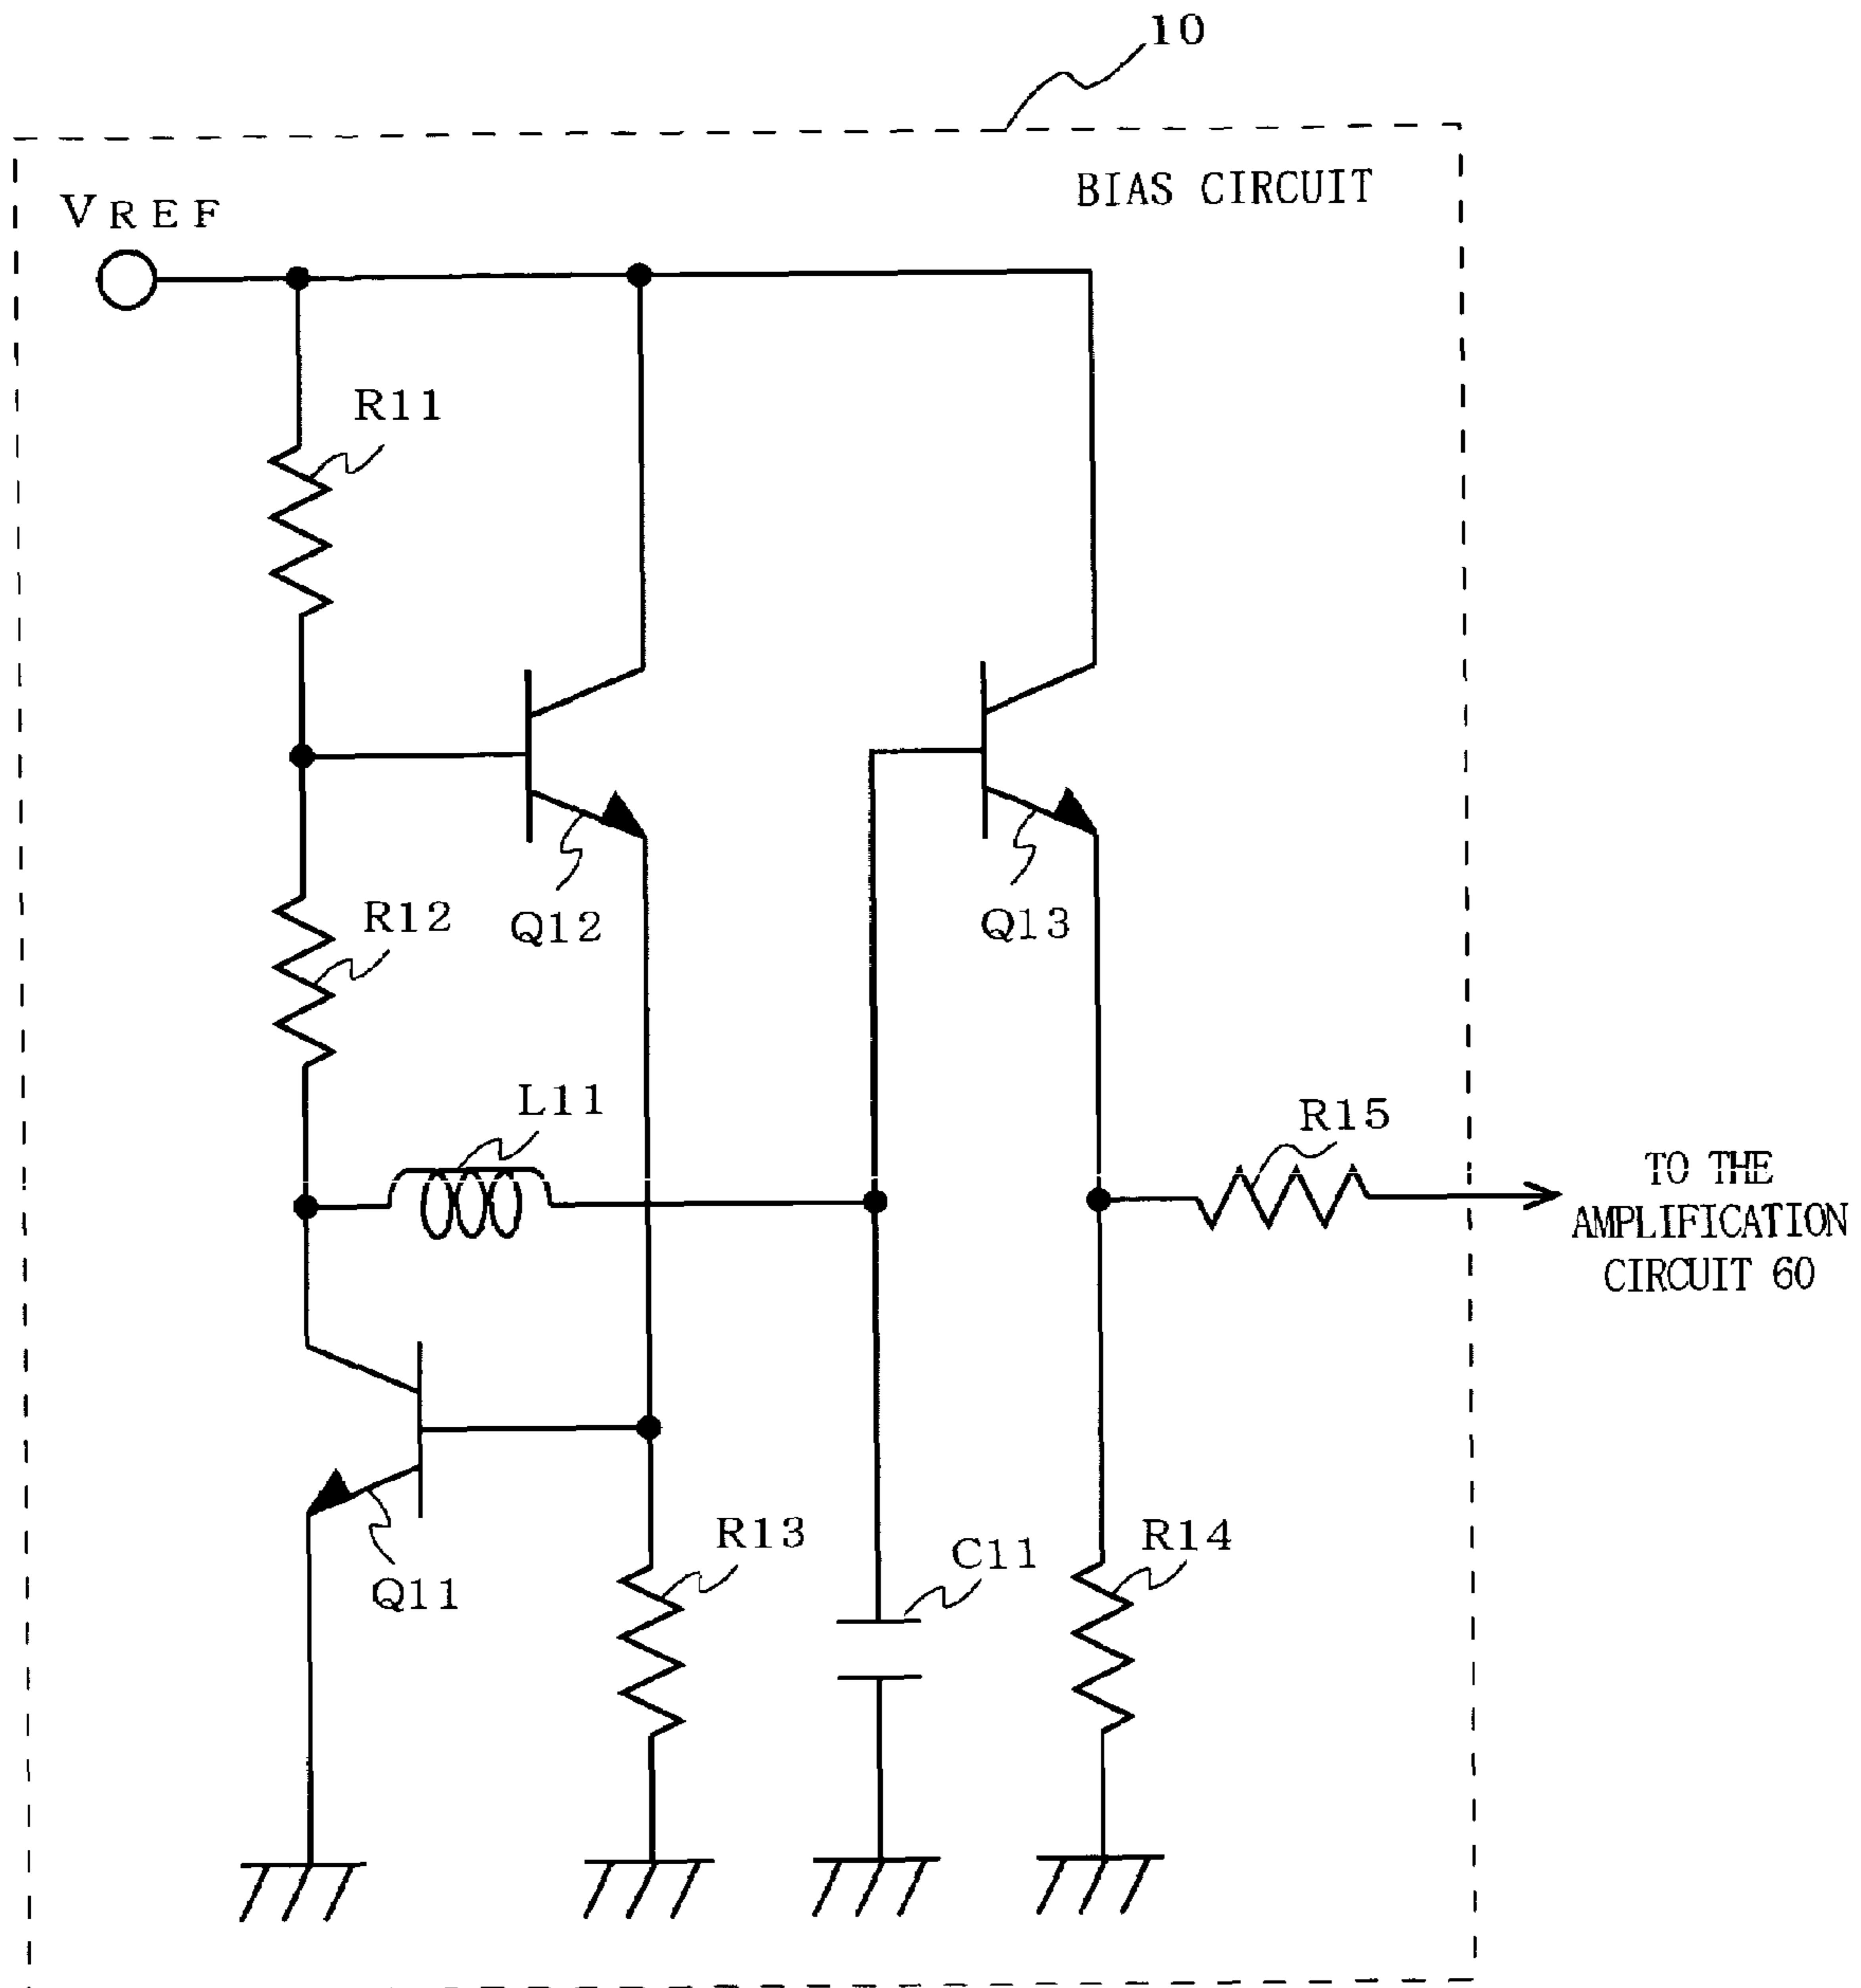 10
BIAS CIRCUIT
VREF
R11
R12
Q12
Q13
L11
R15
TO THE
AMPLIFICATION
CIRCUIT 60
Q11
R13
C11
R14